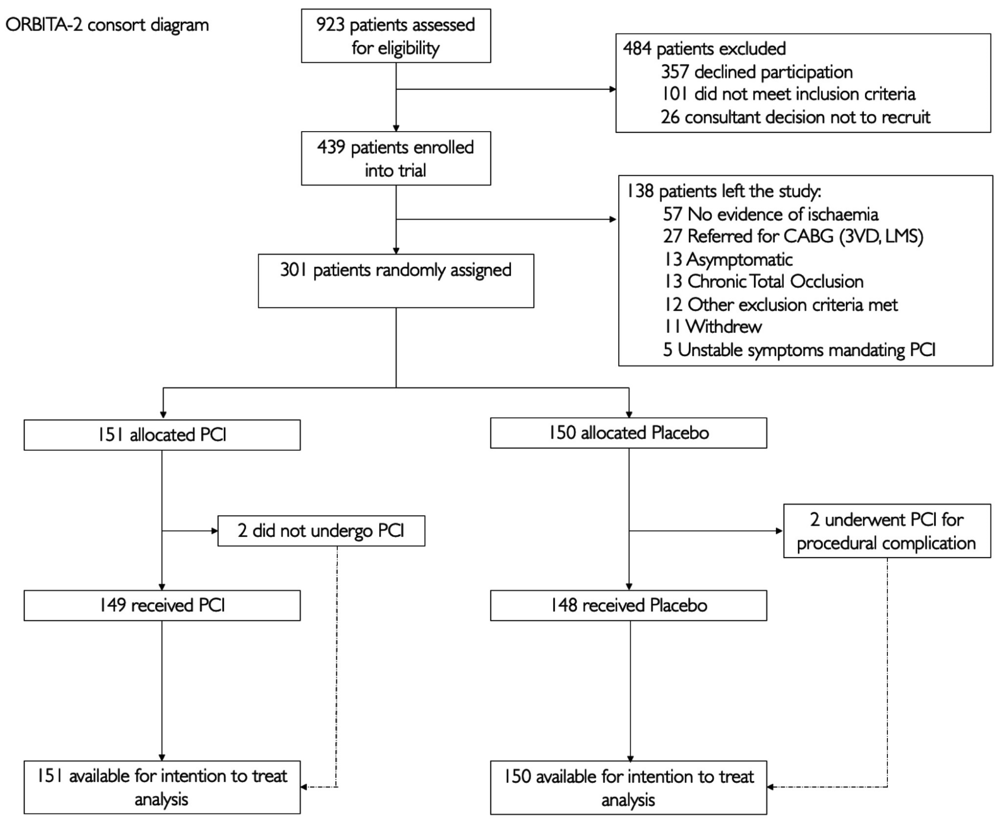 ORBITA-2 consort diagram
923 patients assessed
for eligibility
484 patients excluded
357 declined participation
101 did not meet inclusion criteria
26 consultant decision not to recruit
439 patients enrolled
into trial
138 patients left the study:
57 No evidence of ischaemia
27 Referred for CABG (3VD, LMS)
13 Asymptomatic
13 Chronic Total Occlusion
12 Other exclusion criteria met
11 Withdrew
5 Unstable symptoms mandating PCI
301 patients randomly assigned
151 allocated PCI
150 allocated Placebo
2 did not undergo PCI
2 underwent PCI for
procedural complication
149 received PCI
148 received Placebo
151 available for intention to treat
analysis
150 available for intention to treat
analysis